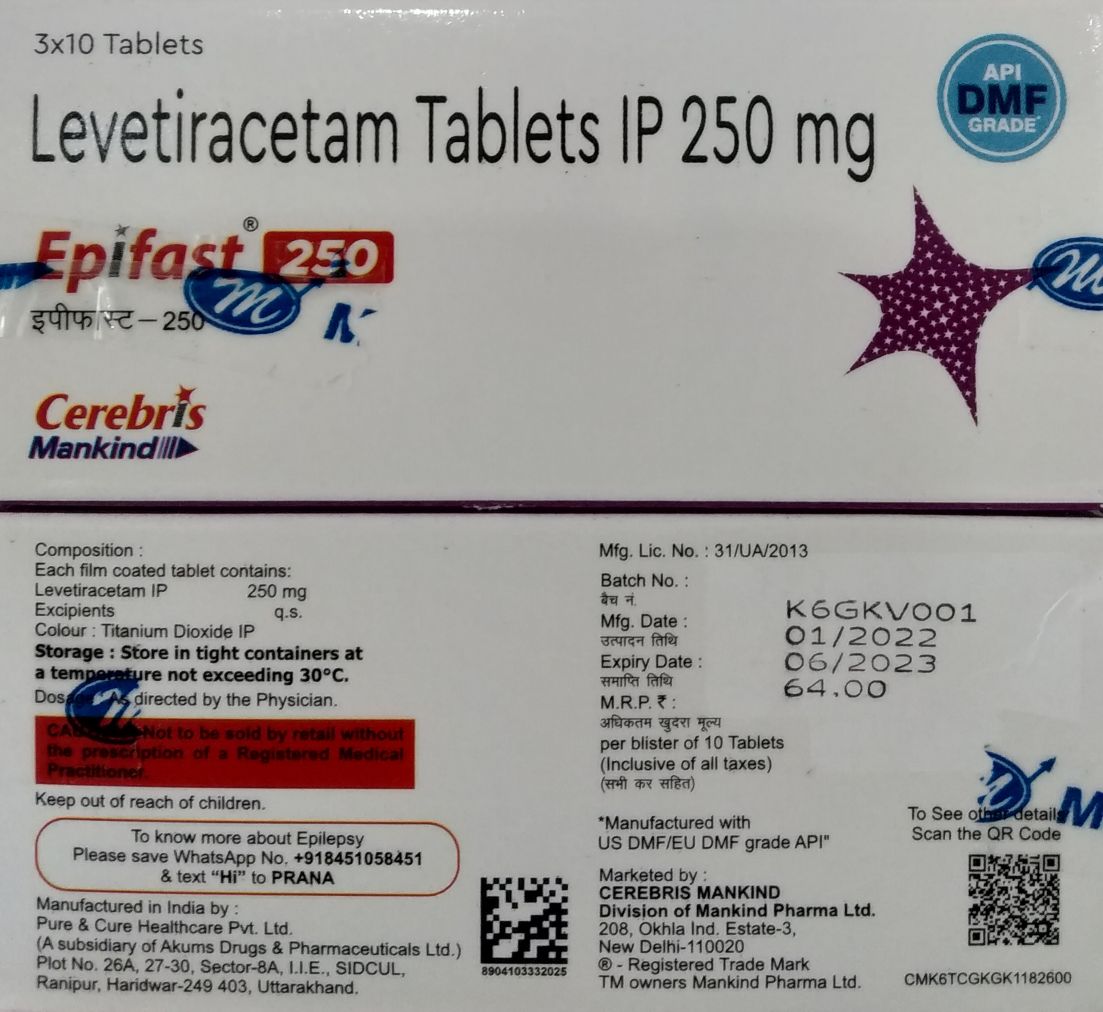 3x10 Tablets
Levetiracetam Tablets IP 250 mg
API
DMF
GRADE*
Epifast® 250
इपीफास्ट – 250
Cerebris
Mankind
Composition :
Each film coated tablet contains:
Levetiracetam IP 250 mg
Excipients q.s.
Colour : Titanium Dioxide IP
Storage : Store in tight containers at
a temperature not exceeding 30°C.
As directed by the Physician.
Not to be sold by retail without
the prescription of a Registered Medical
Practitioner.
Keep out of reach of children.
To know more about Epilepsy
Please save WhatsApp No. +918451058451
& text “Hi” to PRANA
Manufactured in India by :
Pure & Cure Healthcare Pvt. Ltd.
(A subsidiary of Akums Drugs & Pharmaceuticals Ltd.)
Plot No. 26A, 27-30, Sector-8A, I.I.E., SIDCUL,
Ranipur, Haridwar-249 403, Uttarakhand.
8904103332025
Mfg. Lic. No. : 31/UA/2013
Batch No. :
बैच नं.
K6GKV001
Mfg. Date :
उत्पादन तिथि
01/2022
Expiry Date :
समाप्ति तिथि
06/2023
M.R.P. ₹ :
64.00
अधिकतम खुदरा मूल्य
per blister of 10 Tablets
(Inclusive of all taxes)
(सभी कर सहित)
*Manufactured with
US DMF/EU DMF grade API"
Marketed by :
CEREBRIS MANKIND
Division of Mankind Pharma Ltd.
208, Okhla Ind. Estate-3,
New Delhi-110020
® - Registered Trade Mark
TM owners Mankind Pharma Ltd.
To See other details
Scan the QR Code
CMK6TCGKGK1182600